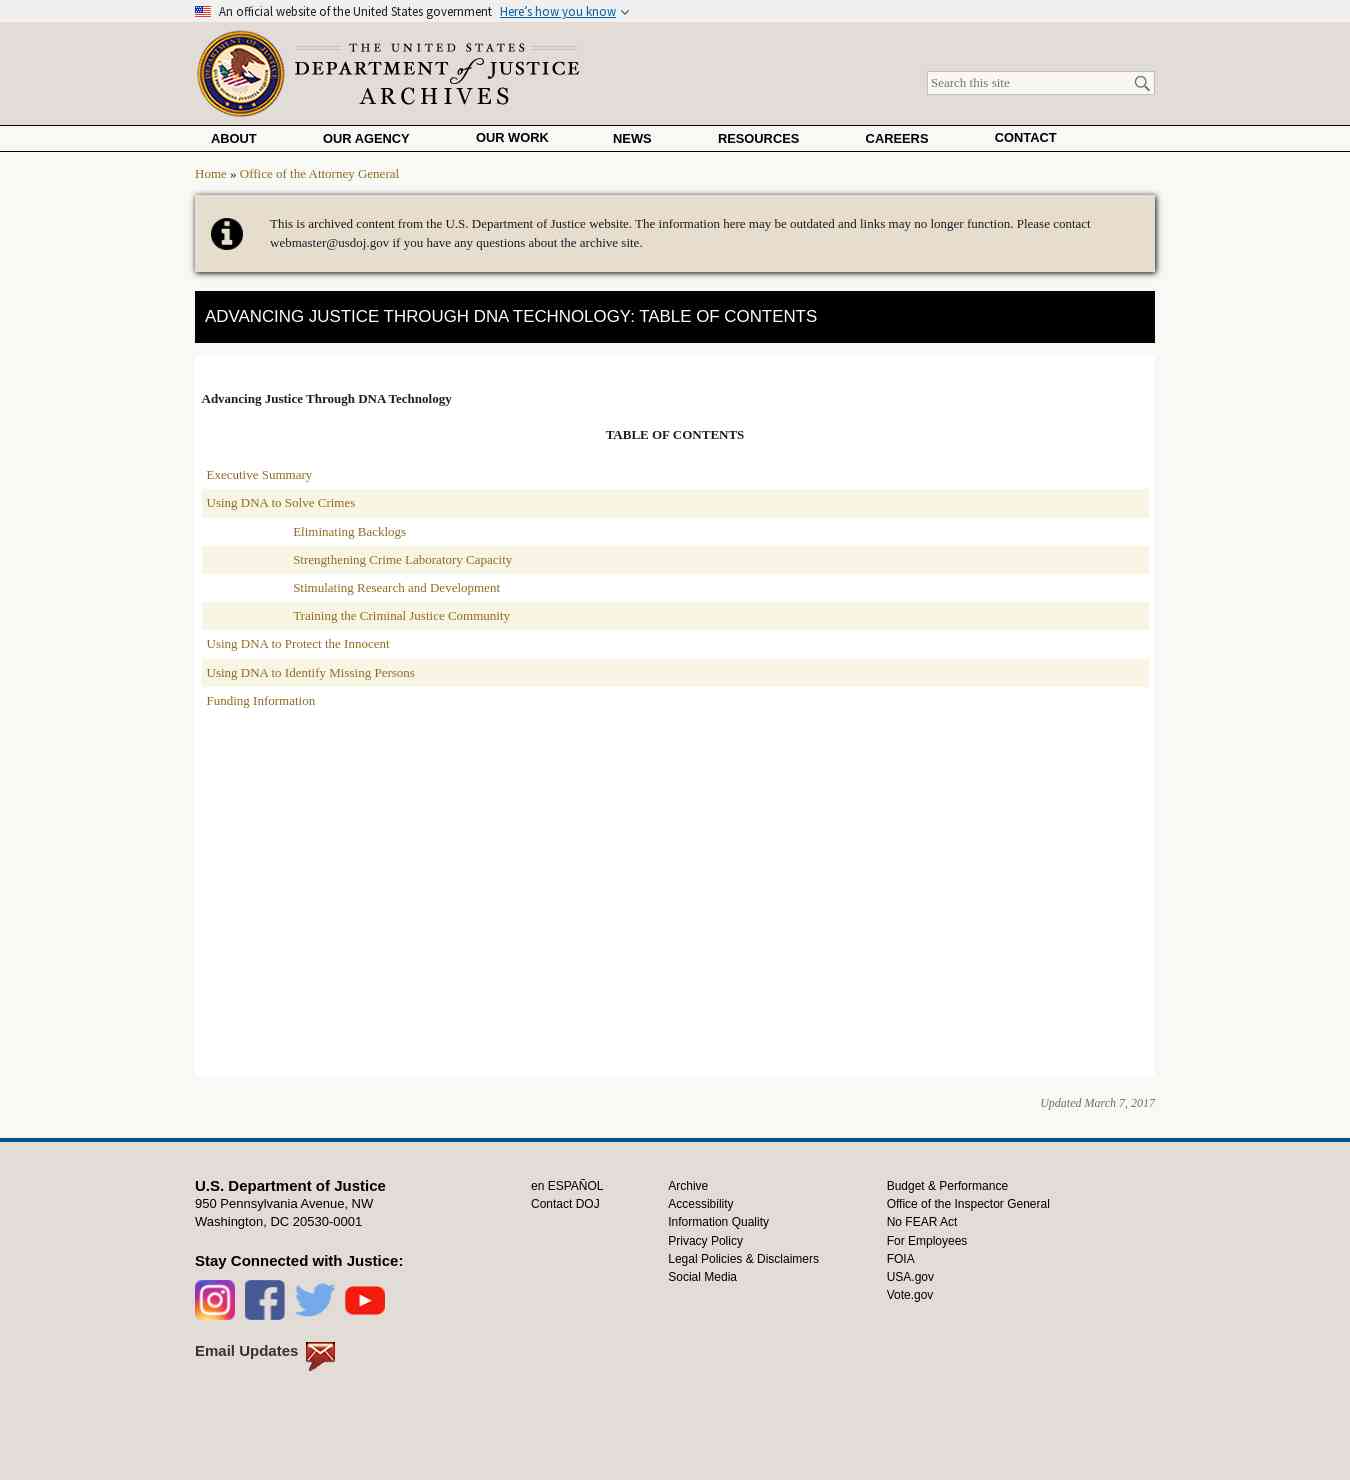 An official website of the United States government Here's how you know
THE UNITED STATES
DEPARTMENT of JUSTICE
ARCHIVES
Search this site
ABOUT OUR AGENCY OUR WORK NEWS RESOURCES CAREERS CONTACT
Home » Office of the Attorney General
This is archived content from the U.S. Department of Justice website. The information here may be outdated and links may no longer function. Please contact
webmaster@usdoj.gov if you have any questions about the archive site.
ADVANCING JUSTICE THROUGH DNA TECHNOLOGY: TABLE OF CONTENTS
Advancing Justice Through DNA Technology
TABLE OF CONTENTS
Executive Summary
Using DNA to Solve Crimes
Eliminating Backlogs
Strengthening Crime Laboratory Capacity
Stimulating Research and Development
Training the Criminal Justice Community
Using DNA to Protect the Innocent
Using DNA to Identify Missing Persons
Funding Information
Updated March 7, 2017
U.S. Department of Justice
950 Pennsylvania Avenue, NW
Washington, DC 20530-0001
Stay Connected with Justice:
Email Updates
en ESPAÑOL
Contact DOJ
Archive
Accessibility
Information Quality
Privacy Policy
Legal Policies & Disclaimers
Social Media
Budget & Performance
Office of the Inspector General
No FEAR Act
For Employees
FOIA
USA.gov
Vote.gov